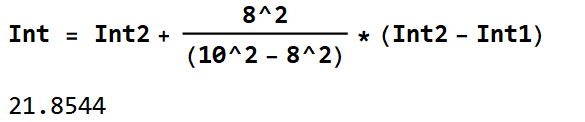 Int = Int2 + 8^2 / (10^2 - 8^2) * (Int2 - Int1)
21.8544